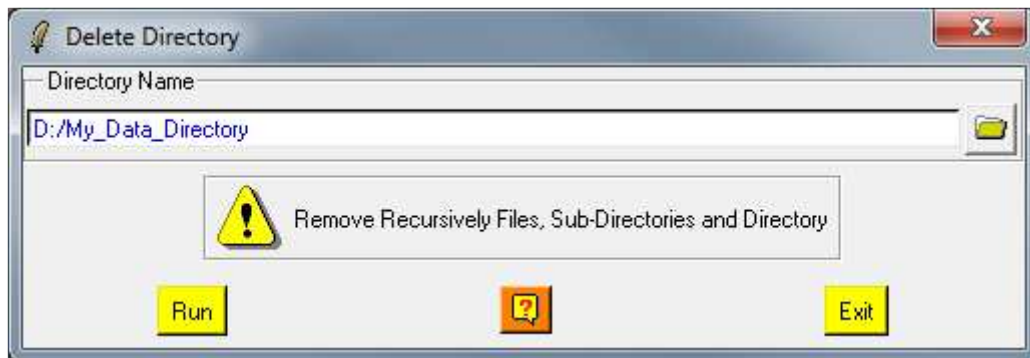 Delete Directory
Directory Name
D:/My_Data_Directory
Remove Recursively Files, Sub-Directories and Directory
Run
?
Exit